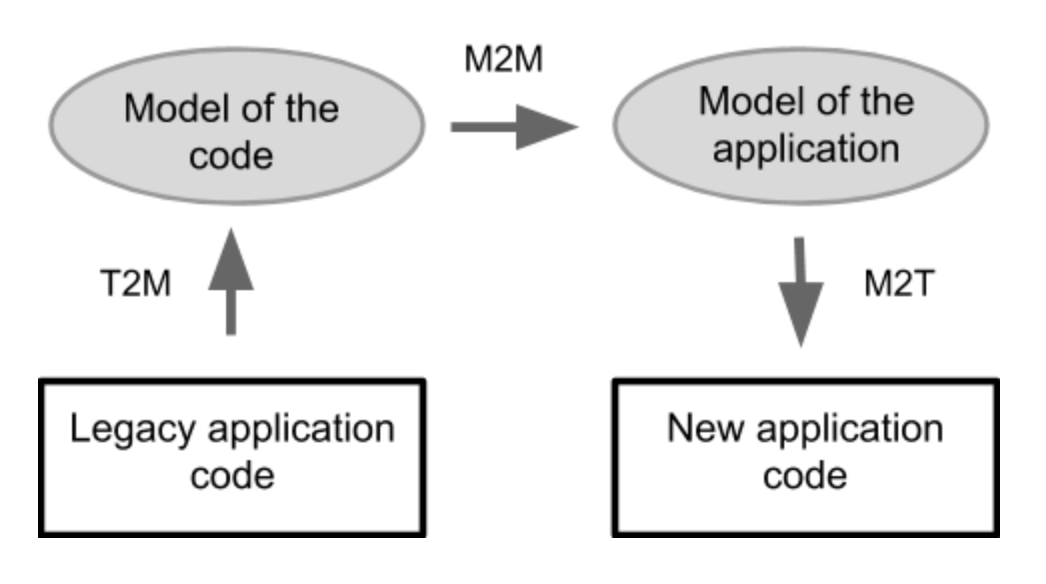 M2M
Model of the
code
Model of the
application
T2M
M2T
Legacy application
code
New application
code